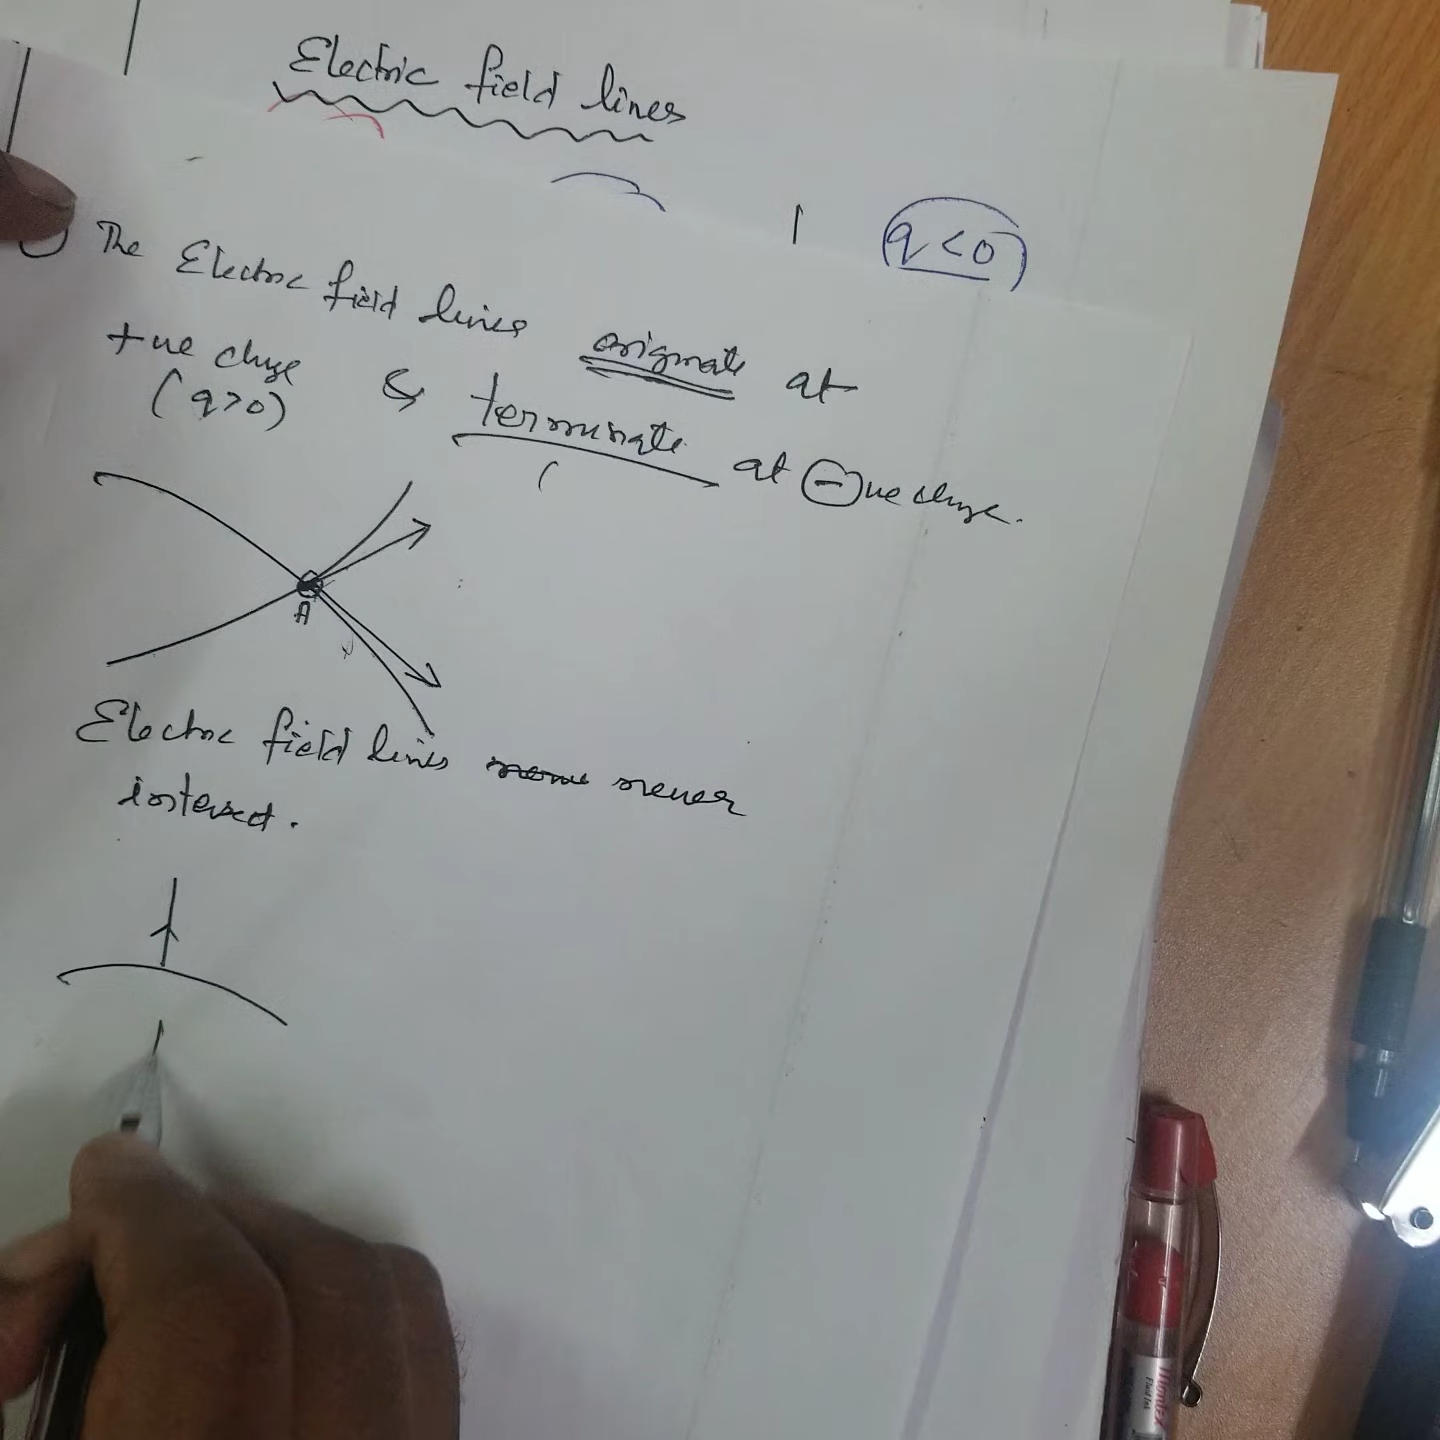 Electric field lines
q<0
The Electric field lines originate at
+ve charge & terminate at -ve charge.
(q>0)
A
Electric field lines never
intersect.
Montex